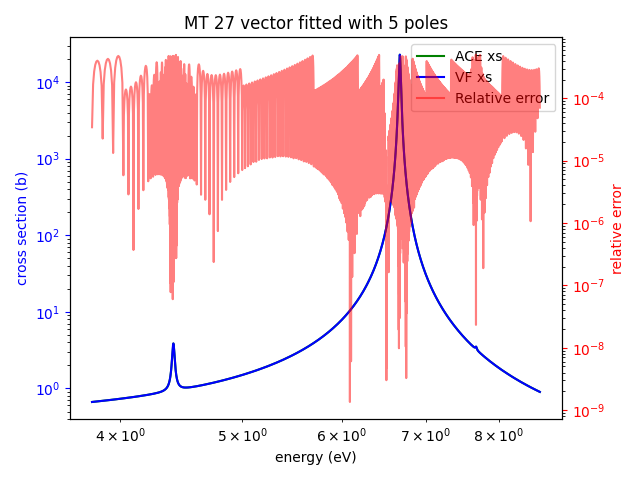 MT 27 vector fitted with 5 poles
ACE xs
VF xs
Relative error
cross section (b)
10⁴
10³
10²
10¹
10⁰
relative error
10⁻⁴
10⁻⁵
10⁻⁶
10⁻⁷
10⁻⁸
10⁻⁹
4 × 10⁰ 5 × 10⁰ 6 × 10⁰ 7 × 10⁰ 8 × 10⁰
energy (eV)